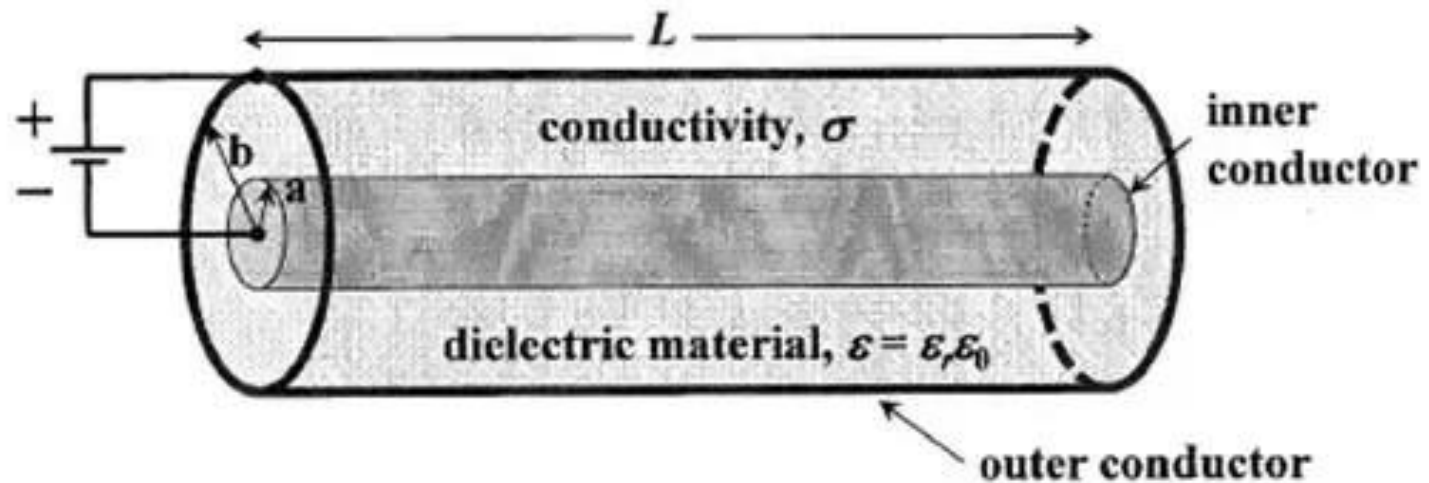 L
+
−
b
a
conductivity, σ
inner
conductor
dielectric material, ε = εᵣε₀
outer conductor